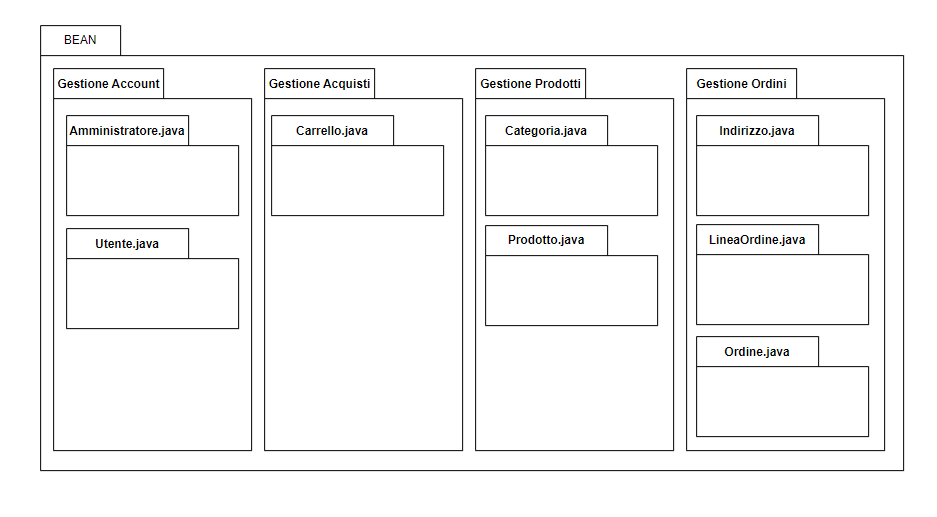 BEAN
Gestione Account
Amministratore.java
Utente.java
Gestione Acquisti
Carrello.java
Gestione Prodotti
Categoria.java
Prodotto.java
Gestione Ordini
Indirizzo.java
LineaOrdine.java
Ordine.java